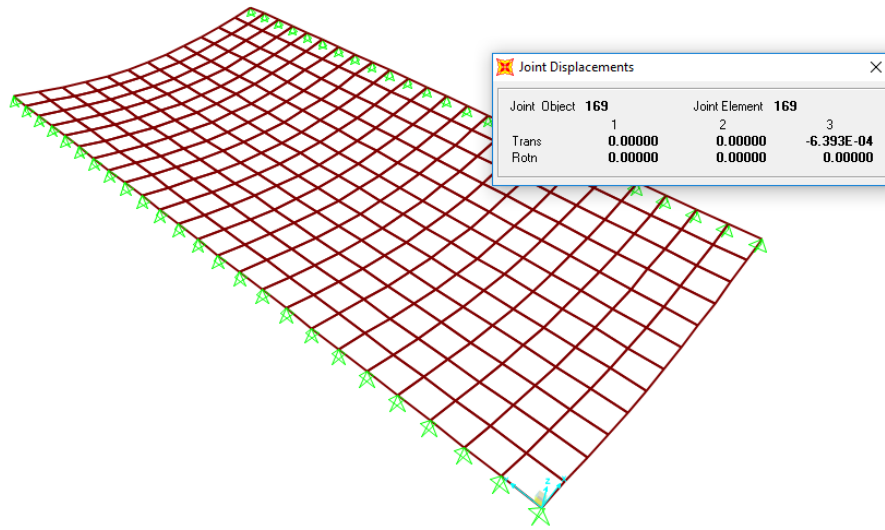 Joint Displacements
Joint Object 169 Joint Element 169
1 2 3
Trans 0.00000 0.00000 -6.393E-04
Rotn 0.00000 0.00000 0.00000